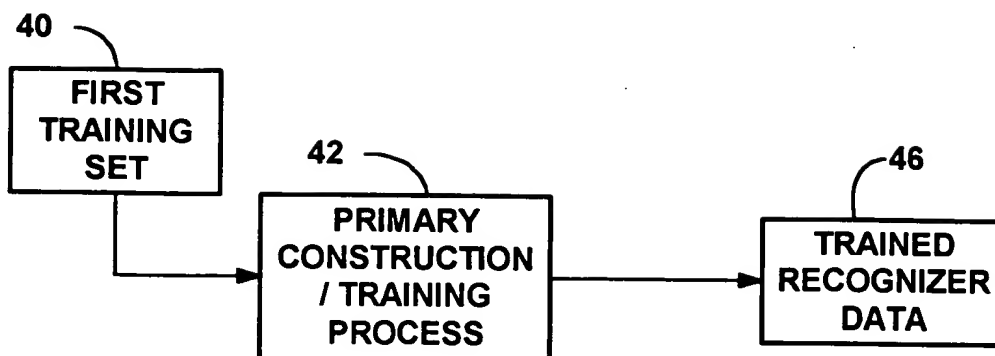 40
FIRST
TRAINING
SET
42
PRIMARY
CONSTRUCTION
/ TRAINING
PROCESS
46
TRAINED
RECOGNIZER
DATA